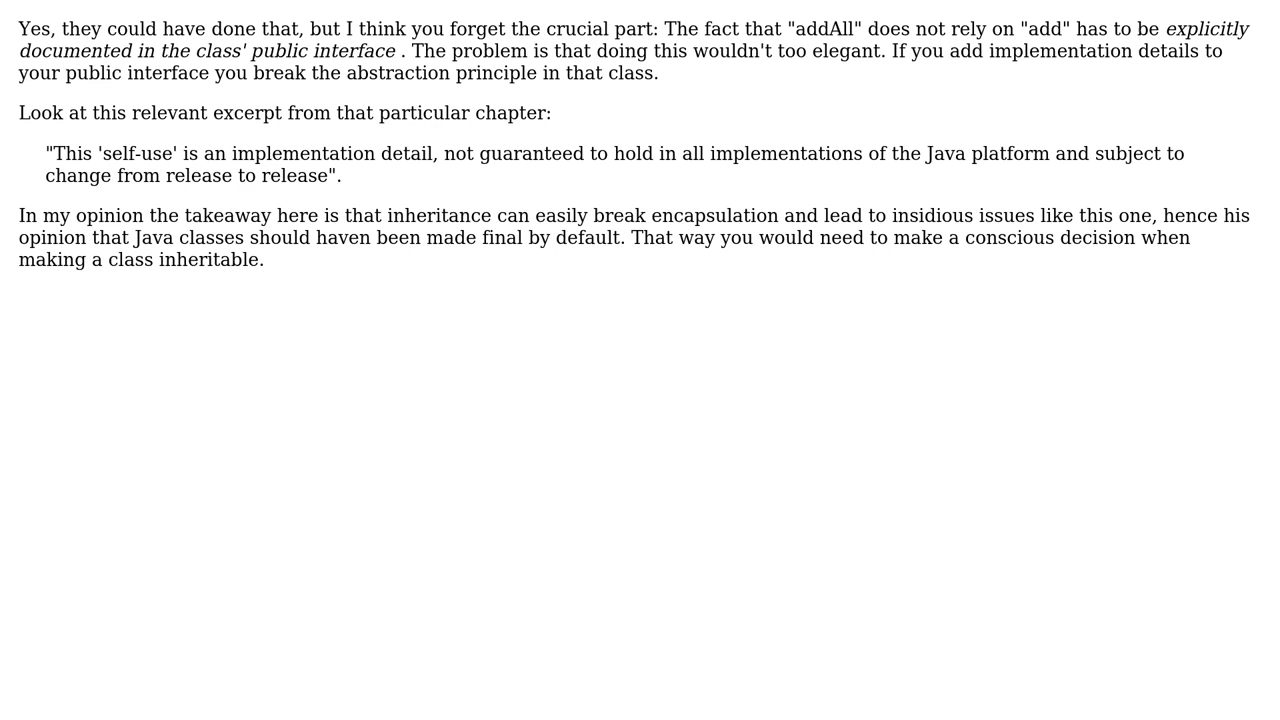 Yes, they could have done that, but I think you forget the crucial part: The fact that "addAll" does not rely on "add" has to be explicitly
documented in the class' public interface . The problem is that doing this wouldn't too elegant. If you add implementation details to
your public interface you break the abstraction principle in that class.
Look at this relevant excerpt from that particular chapter:
"This 'self-use' is an implementation detail, not guaranteed to hold in all implementations of the Java platform and subject to
change from release to release".
In my opinion the takeaway here is that inheritance can easily break encapsulation and lead to insidious issues like this one, hence his
opinion that Java classes should haven been made final by default. That way you would need to make a conscious decision when
making a class inheritable.